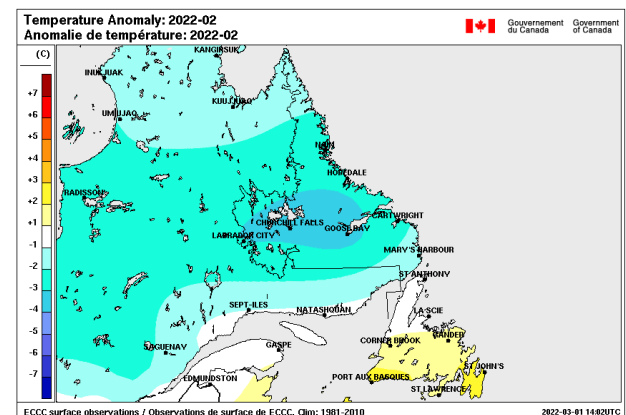 Temperature Anomaly: 2022-02
Anomalie de température: 2022-02
Gouvernement du Canada
Government of Canada
(C)
+7
+6
+5
+4
+3
+2
+1
-1
-2
-3
-4
-5
-6
-7
KANGIRSUK
INUKJUAK
KUUJJUAQ
UMIUJAQ
NAIN
HOPEDALE
RADISSON
CARTWRIGHT
CHURCHILL FALLS
GOOSEBAY
LABRADOR CITY
MARY'S HARBOUR
ST ANTHONY
SEPT-ILES
NATASHQUAN
LA SCIE
GANDER
CORNER BROOK
SAGUENAY
GASPE
ST JOHN'S
EDMUNDSTON
PORT AUX BASQUES
ST LAWRENCE
ECCC surface observations / Observations de surface de ECCC. Clim: 1981-2010
2022-03-01 14:02UTC